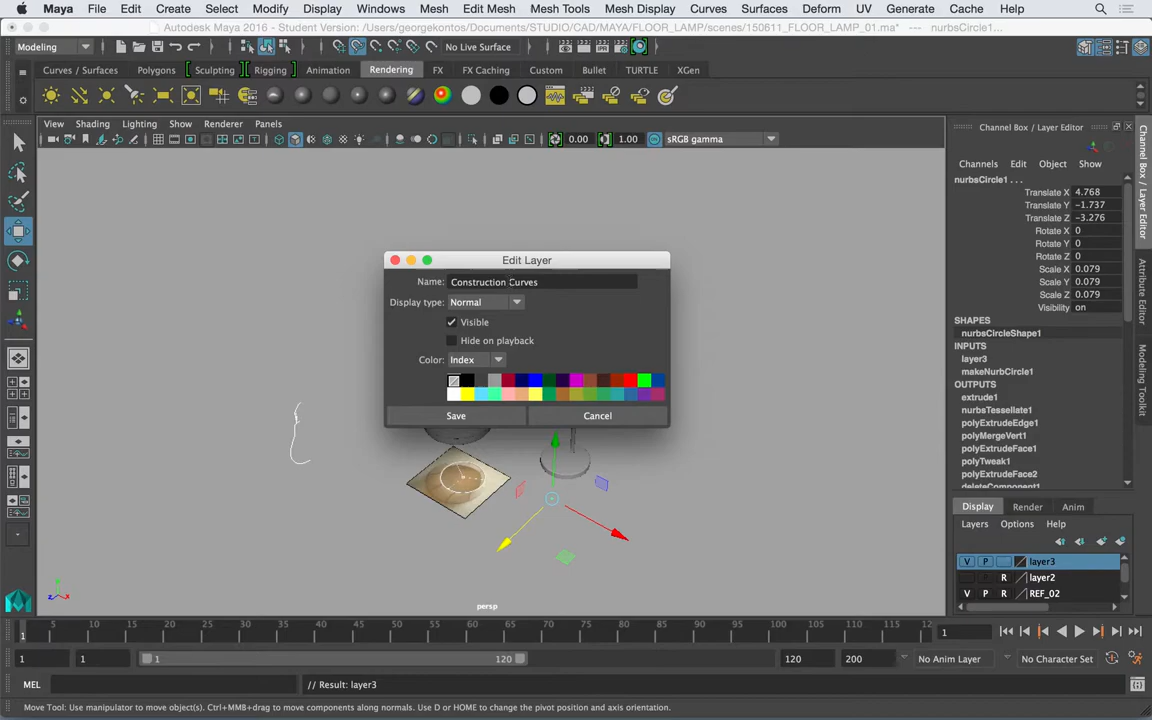 Maya File Edit Create Select Modify Display Windows Mesh Edit Mesh Mesh Tools Mesh Display Curves Surfaces Deform UV Generate Cache Help
Autodesk Maya 2016 - Student Version: /Users/georgekontos/Documents/STUDIO/CAD/MAYA/FLOOR_LAMP/scenes/150611_FLOOR_LAMP_01.ma* --- nurbsCircle1...
Modeling No Live Surface
Curves / Surfaces Polygons Sculpting Rigging Animation Rendering FX FX Caching Custom Bullet TURTLE XGen
View Shading Lighting Show Renderer Panels
0.00 1.00 sRGB gamma
Channel Box / Layer Editor
Channels Edit Object Show
nurbsCircle1 . . .
Translate X 4.768
Translate Y -1.737
Translate Z -3.276
Rotate X 0
Rotate Y 0
Rotate Z 0
Scale X 0.079
Scale Y 0.079
Scale Z 0.079
Visibility on
SHAPES
nurbsCircleShape1
INPUTS
layer3
makeNurbCircle1
OUTPUTS
extrude1
nurbsTessellate1
polyExtrudeEdge1
polyMergeVert1
polyExtrudeFace1
polyTweak1
polyExtrudeFace2
deleteComponent1
Display Render Anim
Layers Options Help
V P layer3
R layer2
V P R REF_02
Channel Box / Layer Editor
Attribute Editor
Modeling Toolkit
Edit Layer
Name: Construction Curves
Display type: Normal
Visible
Hide on playback
Color: Index
Save Cancel
persp
1 5 10 15 20 25 30 35 40 45 50 55 60 65 70 75 80 85 90 95 100 105 110 115 12
1
1 1 1 120 120 200 No Anim Layer No Character Set
MEL // Result: layer3
Move Tool: Use manipulator to move object(s). Ctrl+MMB+drag to move components along normals. Use D or HOME to change the pivot position and axis orientation.